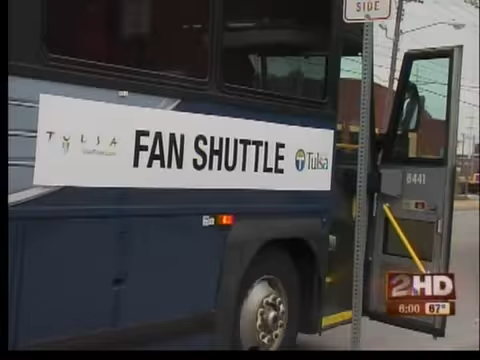 SIDE
TULSA
FAN SHUTTLE
Tulsa
8441
2HD
6:00 67°